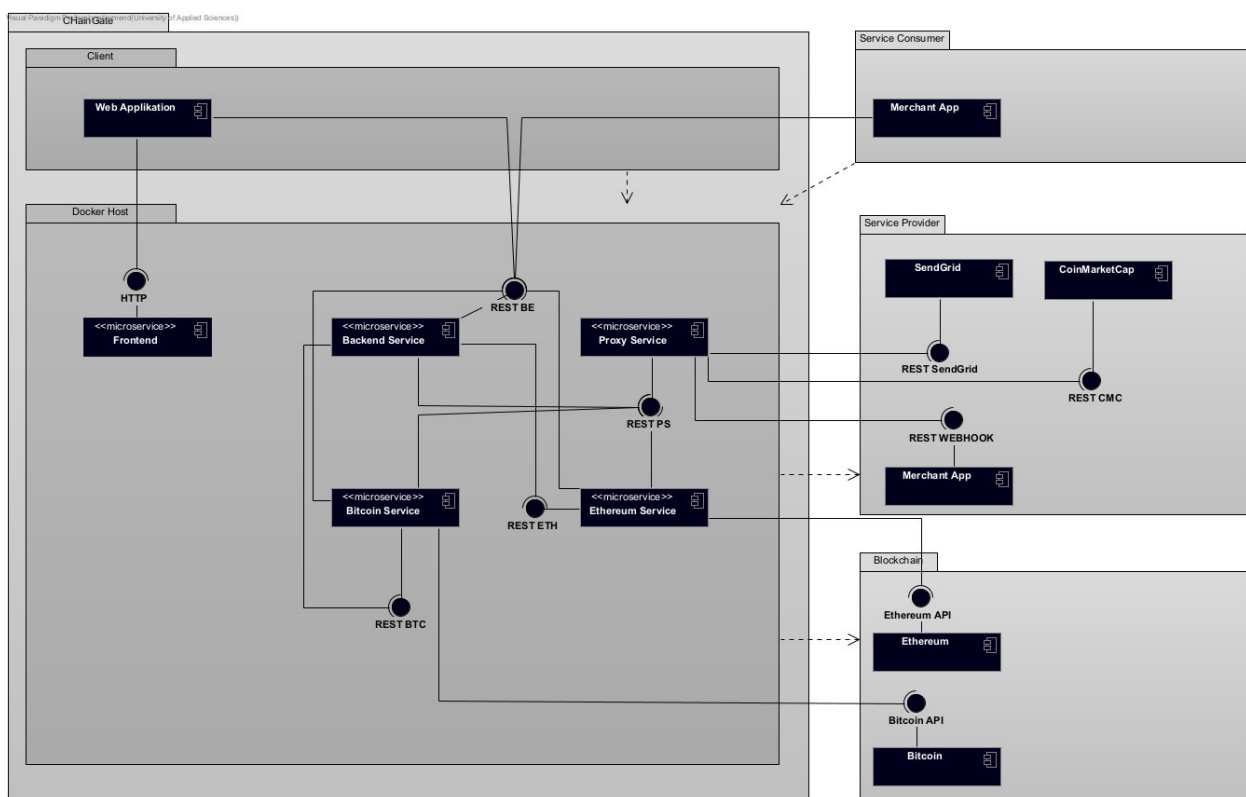 CHainGate
Client
Web Applikation
Service Consumer
Merchant App
Docker Host
HTTP
<<microservice>>
Frontend
REST BE
<<microservice>>
Backend Service
<<microservice>>
Proxy Service
REST PS
<<microservice>>
Bitcoin Service
REST ETH
<<microservice>>
Ethereum Service
REST BTC
Service Provider
SendGrid
CoinMarketCap
REST SendGrid
REST CMC
REST WEBHOOK
Merchant App
Blockchain
Ethereum API
Ethereum
Bitcoin API
Bitcoin